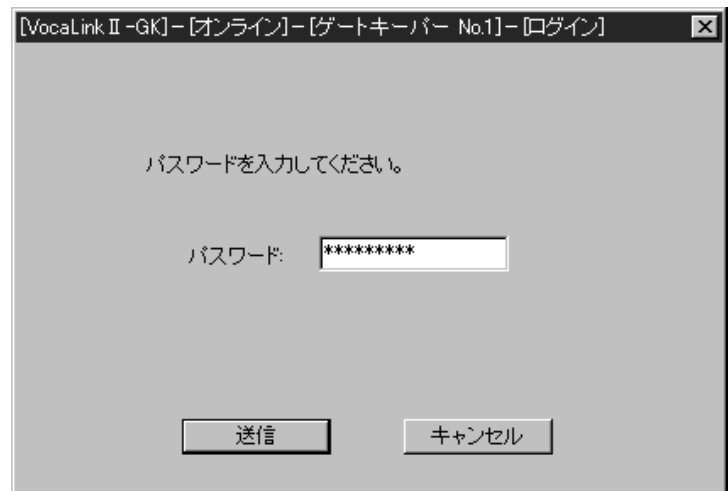 [VocaLinkⅡ-GK]－[オンライン]－[ゲートキーパー No.1]－[ログイン]
パスワードを入力してください。
パスワード: *********
送信 キャンセル